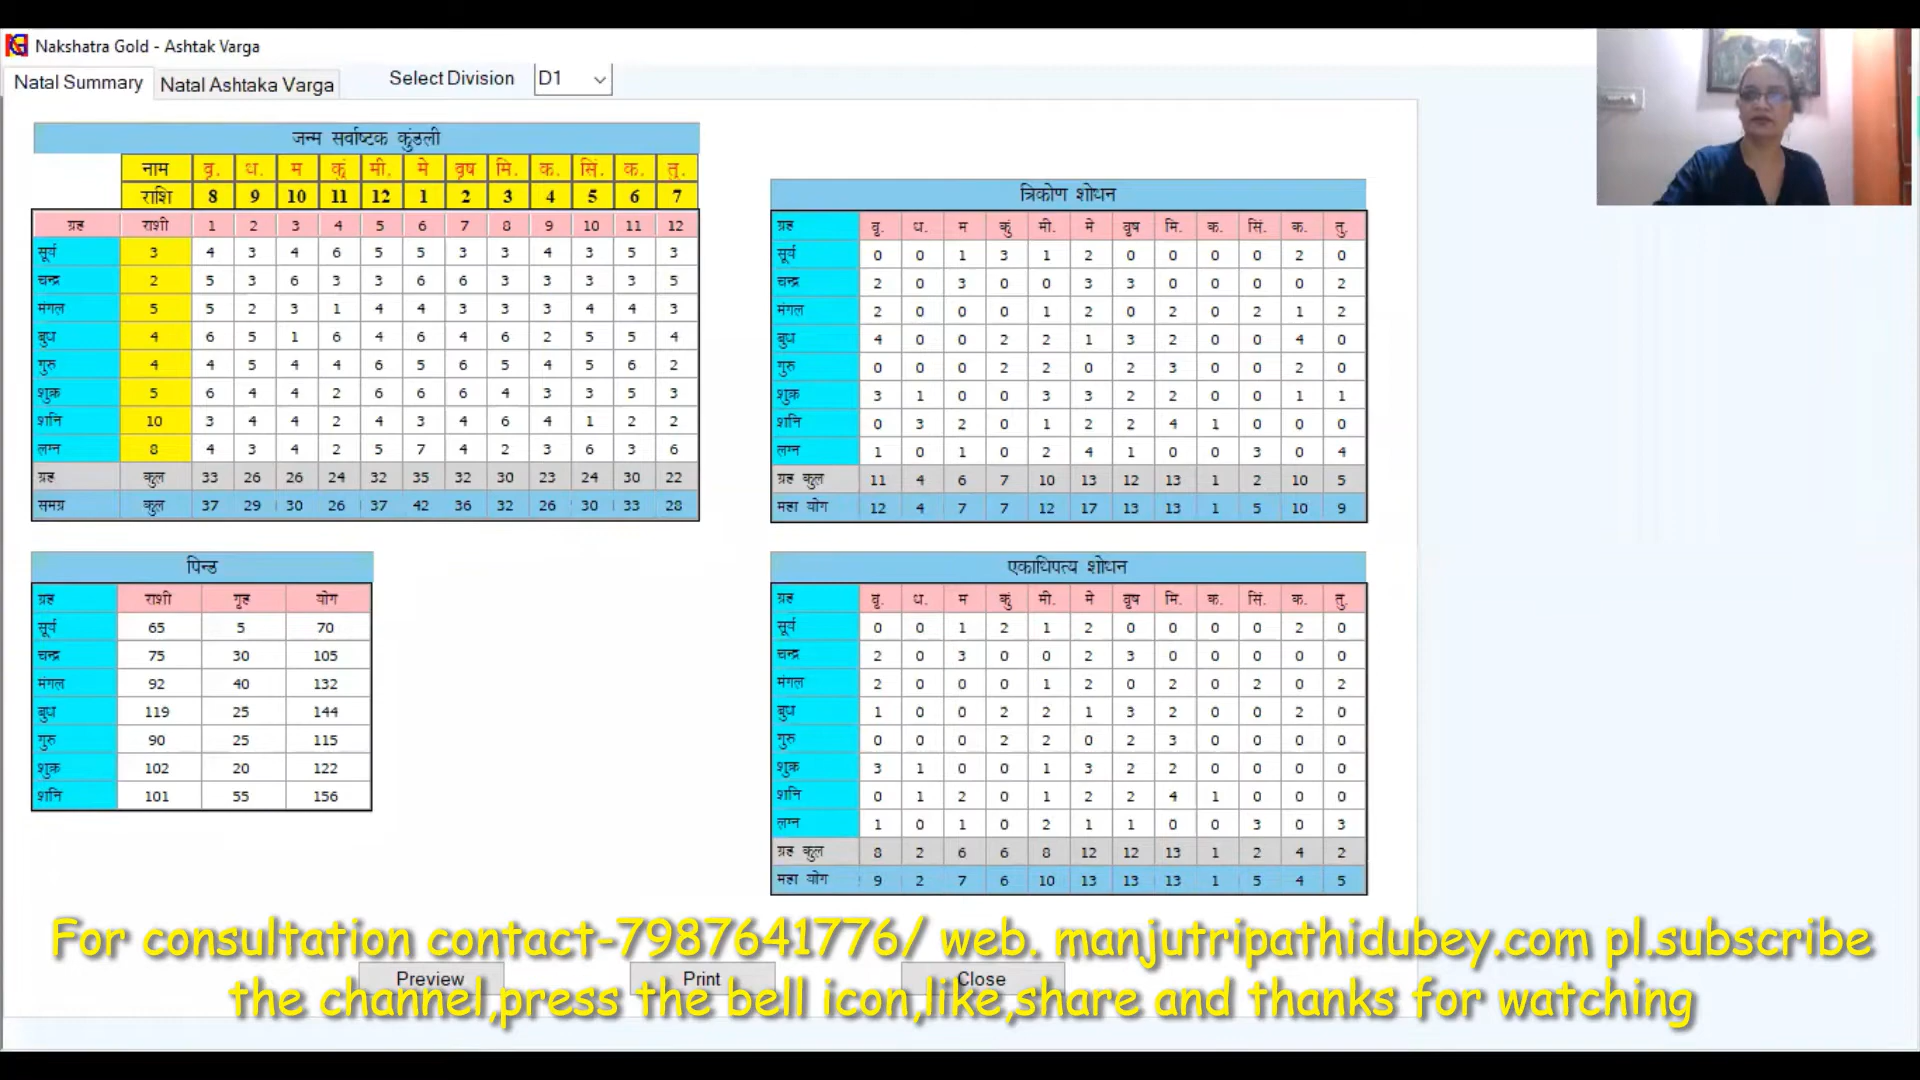 Nakshatra Gold - Ashtak Varga
Natal Summary Natal Ashtaka Varga Select Division D1
जन्म सर्वाष्टक कुंडली
नाम वृ. ध. म कुं मी. मे वृष मि. क. सिं. क. तु.
राशि 8 9 10 11 12 1 2 3 4 5 6 7
ग्रह राशी 1 2 3 4 5 6 7 8 9 10 11 12
सूर्य 3 4 3 4 6 5 5 3 3 4 3 5 3
चन्द्र 2 5 3 6 3 3 6 6 3 3 3 3 5
मंगल 5 5 2 3 1 4 4 3 3 3 4 4 3
बुध 4 6 5 1 6 4 6 4 6 2 5 5 4
गुरु 4 4 5 4 4 6 5 6 5 4 5 6 2
शुक्र 5 6 4 4 2 6 6 6 4 3 3 5 3
शनि 10 3 4 4 2 4 3 4 6 4 1 2 2
लग्न 8 4 3 4 2 5 7 4 2 3 6 3 6
ग्रह कुल 33 26 26 24 32 35 32 30 23 24 30 22
समग्र कुल 37 29 30 26 37 42 36 32 26 30 33 28
त्रिकोण शोधन
ग्रह वृ. ध. म कुं मी. मे वृष मि. क. सिं. क. तु.
सूर्य 0 0 1 3 1 2 0 0 0 0 2 0
चन्द्र 2 0 3 0 0 3 3 0 0 0 0 2
मंगल 2 0 0 0 1 2 0 2 0 2 1 2
बुध 4 0 0 2 2 1 3 2 0 0 4 0
गुरु 0 0 0 2 2 0 2 3 0 0 2 0
शुक्र 3 1 0 0 3 3 2 2 0 0 1 1
शनि 0 3 2 0 1 2 2 4 1 0 0 0
लग्न 1 0 1 0 2 4 1 0 0 3 0 4
ग्रह कुल 11 4 6 7 10 13 12 13 1 2 10 5
महा योग 12 4 7 7 12 17 13 13 1 5 10 9
पिन्ड
ग्रह राशी गृह योग
सूर्य 65 5 70
चन्द्र 75 30 105
मंगल 92 40 132
बुध 119 25 144
गुरु 90 25 115
शुक्र 102 20 122
शनि 101 55 156
एकाधिपत्य शोधन
ग्रह वृ. ध. म कुं मी. मे वृष मि. क. सिं. क. तु.
सूर्य 0 0 1 2 1 2 0 0 0 0 2 0
चन्द्र 2 0 3 0 0 2 3 0 0 0 0 0
मंगल 2 0 0 0 1 2 0 2 0 2 0 2
बुध 1 0 0 2 2 1 3 2 0 0 2 0
गुरु 0 0 0 2 2 0 2 3 0 0 0 0
शुक्र 3 1 0 0 1 3 2 2 0 0 0 0
शनि 0 1 2 0 1 2 2 4 1 0 0 0
लग्न 1 0 1 0 2 1 1 0 0 3 0 3
ग्रह कुल 8 2 6 6 8 12 12 13 1 2 4 2
महा योग 9 2 7 6 10 13 13 13 1 5 4 5
For consultation contact-7987641776/ web. manjutripathidubey.com pl.subscribe
Preview Print Close
the channel,press the bell icon,like,share and thanks for watching